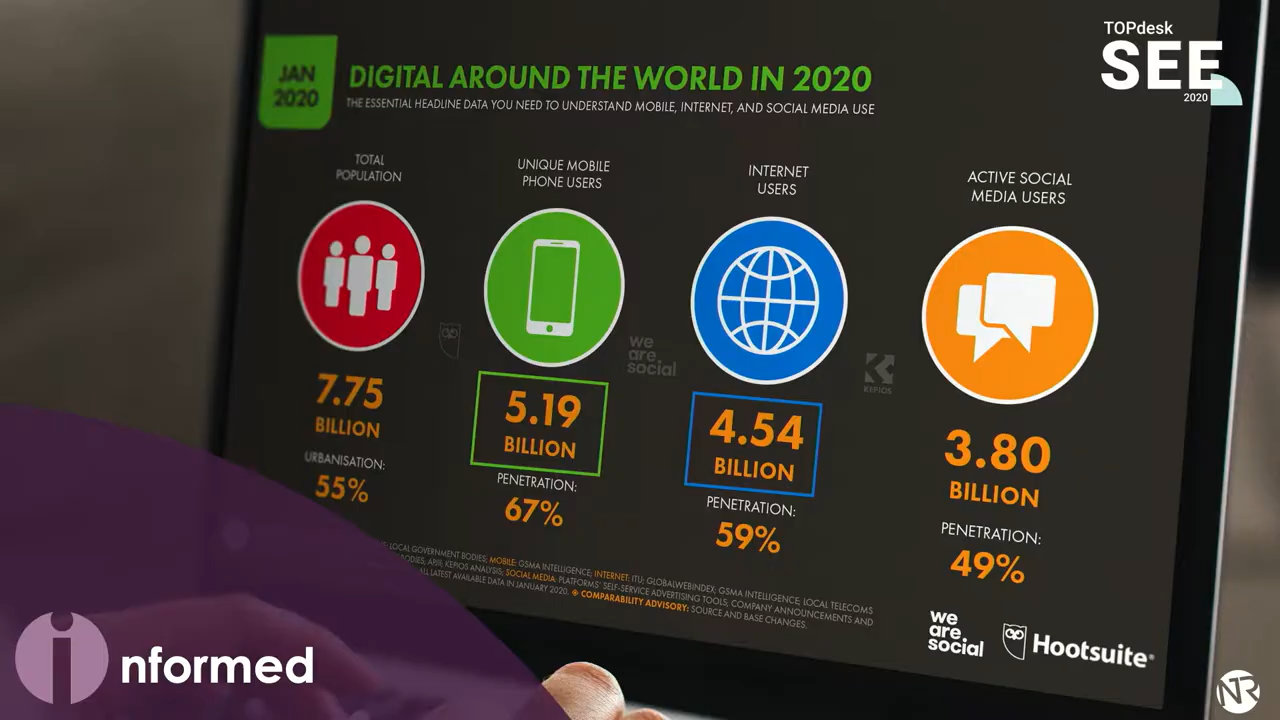 TOPdesk
SEE
2020
JAN
2020
DIGITAL AROUND THE WORLD IN 2020
THE ESSENTIAL HEADLINE DATA YOU NEED TO UNDERSTAND MOBILE, INTERNET, AND SOCIAL MEDIA USE
TOTAL
POPULATION
7.75
BILLION
URBANISATION:
55%
UNIQUE MOBILE
PHONE USERS
5.19
BILLION
PENETRATION:
67%
INTERNET
USERS
4.54
BILLION
PENETRATION:
59%
ACTIVE SOCIAL
MEDIA USERS
3.80
BILLION
PENETRATION:
49%
we
are
social
KEPIOS
LOCAL GOVERNMENT BODIES; MOBILE: GSMA INTELLIGENCE; INTERNET: ITU; GLOBALWEBINDEX; GSMA INTELLIGENCE; LOCAL TELECOMS
BODIES, APJII; KEPIOS ANALYSIS; SOCIAL MEDIA: PLATFORMS' SELF-SERVICE ADVERTISING TOOLS; COMPANY ANNOUNCEMENTS AND
ALL LATEST AVAILABLE DATA IN JANUARY 2020. COMPARABILITY ADVISORY: SOURCE AND BASE CHANGES.
we
are
social
Hootsuite®
informed
NTR